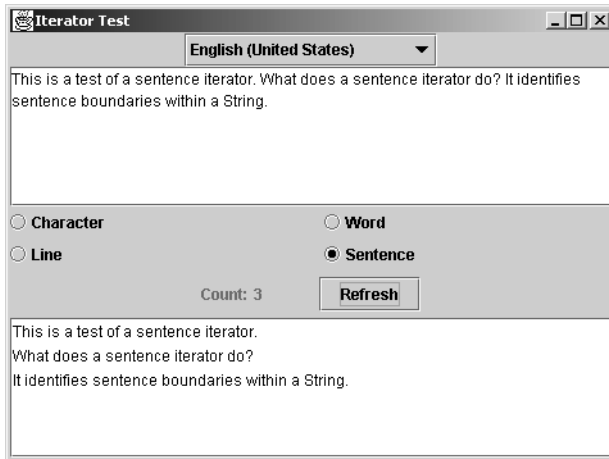 Iterator Test
English (United States)
This is a test of a sentence iterator. What does a sentence iterator do? It identifies
sentence boundaries within a String.
Character
Word
Line
Sentence
Count: 3
Refresh
This is a test of a sentence iterator.
What does a sentence iterator do?
It identifies sentence boundaries within a String.